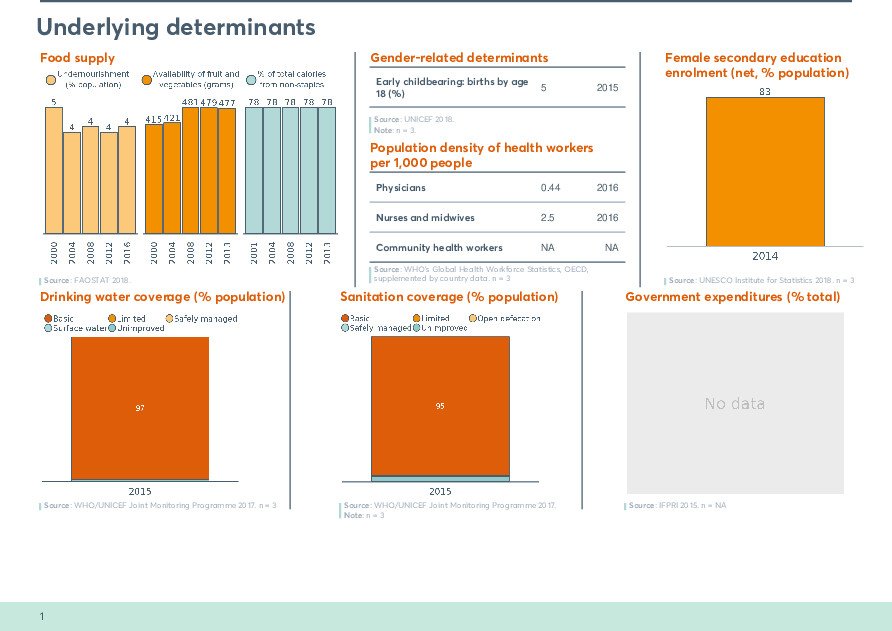 Underlying determinants
Food supply
Undernourishment
(% population)
Availability of fruit and
vegetables (grams)
% of total calories
from non-staples
5 4 4 4 4
415 421 481 479 477
78 78 78 78 78
2000 2004 2008 2012 2016
2000 2004 2008 2012 2013
2001 2004 2008 2012 2013
Source: FAOSTAT 2018.
Gender-related determinants
Early childbearing: births by age
18 (%)
5 2015
Source: UNICEF 2018.
Note: n = 3.
Population density of health workers
per 1,000 people
Physicians 0.44 2016
Nurses and midwives 2.5 2016
Community health workers NA NA
Source: WHO's Global Health Workforce Statistics, OECD,
supplemented by country data. n = 3
Female secondary education
enrolment (net, % population)
83
2014
Source: UNESCO Institute for Statistics 2018. n = 3
Drinking water coverage (% population)
Basic Limited Safely managed
Surface water Unimproved
97
2015
Source: WHO/UNICEF Joint Monitoring Programme 2017. n = 3
Sanitation coverage (% population)
Basic Limited Open defecation
Safely managed Unimproved
95
2015
Source: WHO/UNICEF Joint Monitoring Programme 2017.
Note: n = 3
Government expenditures (% total)
No data
Source: IFPRI 2015. n = NA
1